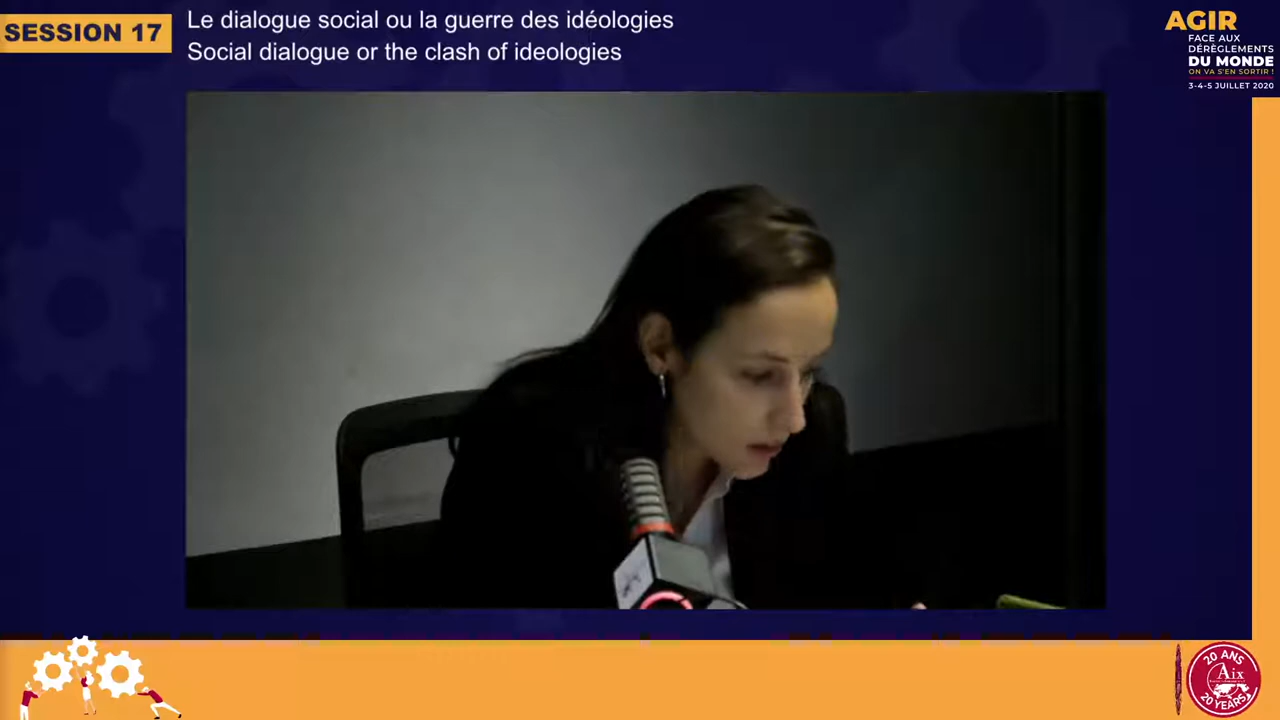 SESSION 17
Le dialogue social ou la guerre des idéologies
Social dialogue or the clash of ideologies
AGIR
FACE AUX
DÉRÈGLEMENTS
DU MONDE
ON VA S'EN SORTIR !
3-4-5 JUILLET 2020
20 ANS
Aix
20 YEARS